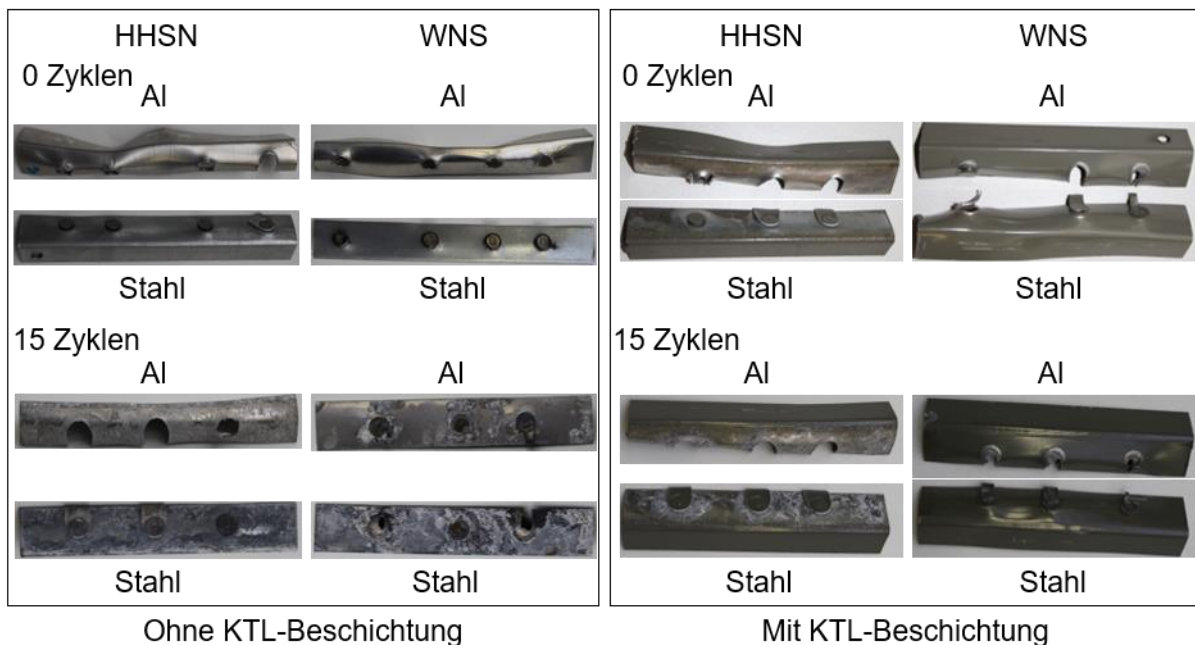 HHSN WNS
0 Zyklen
Al Al
Stahl Stahl
15 Zyklen
Al Al
Stahl Stahl
Ohne KTL-Beschichtung
HHSN WNS
0 Zyklen
Al Al
Stahl Stahl
15 Zyklen
Al Al
Stahl Stahl
Mit KTL-Beschichtung